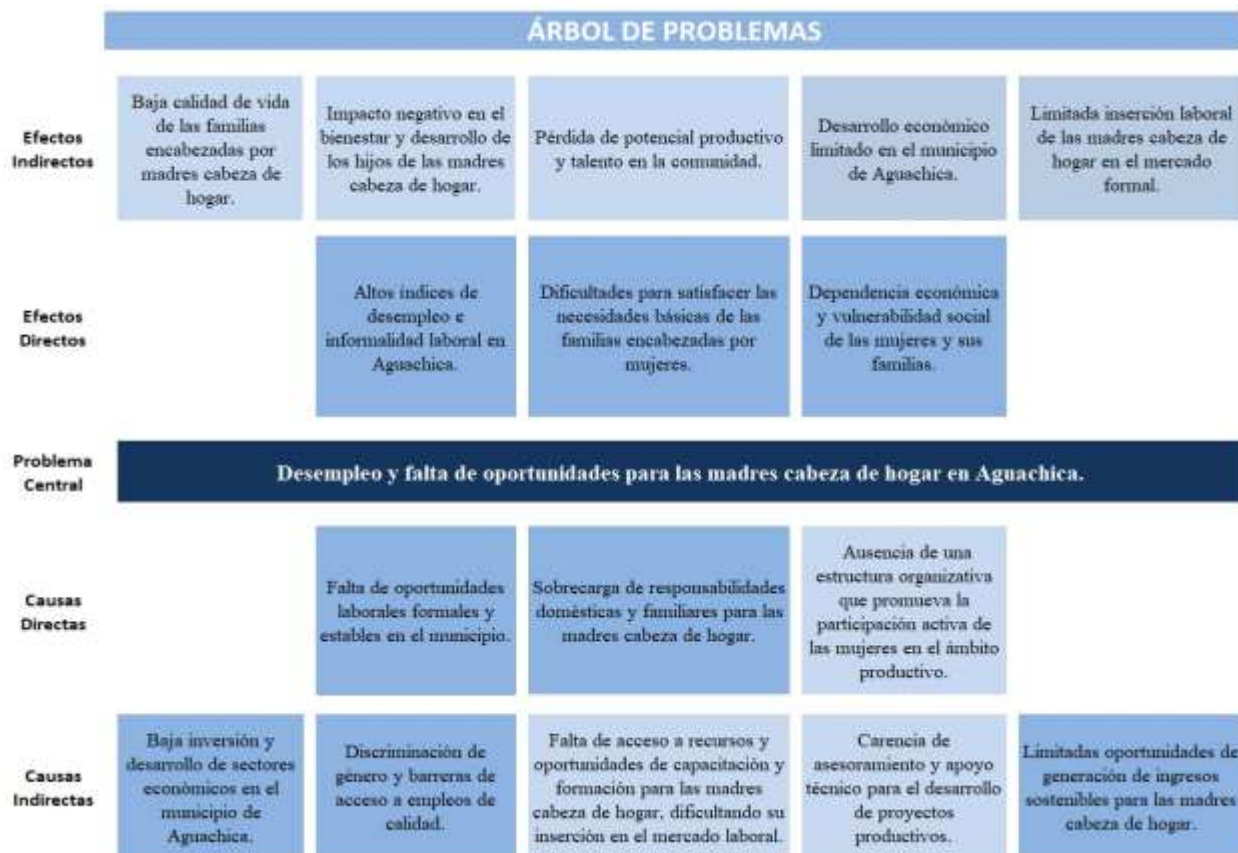 ÁRBOL DE PROBLEMAS
Efectos
Indirectos
Baja calidad de vida
de las familias
encabezadas por
madres cabeza de
hogar.
Impacto negativo en el
bienestar y desarrollo de
los hijos de las madres
cabeza de hogar.
Pérdida de potencial productivo
y talento en la comunidad.
Desarrollo económico
limitado en el municipio
de Aguachica.
Limitada inserción laboral
de las madres cabeza de
hogar en el mercado
formal.
Efectos
Directos
Altos índices de
desempleo e
informalidad laboral en
Aguachica.
Dificultades para satisfacer las
necesidades básicas de las
familias encabezadas por
mujeres.
Dependencia económica
y vulnerabilidad social
de las mujeres y sus
familias.
Problema
Central
Desempleo y falta de oportunidades para las madres cabeza de hogar en Aguachica.
Causas
Directas
Falta de oportunidades
laborales formales y
estables en el municipio.
Sobrecarga de responsabilidades
domésticas y familiares para las
madres cabeza de hogar.
Ausencia de una
estructura organizativa
que promueva la
participación activa de
las mujeres en el ámbito
productivo.
Causas
Indirectas
Baja inversión y
desarrollo de sectores
económicos en el
municipio de
Aguachica.
Discriminación de
género y barreras de
acceso a empleos de
calidad.
Falta de acceso a recursos y
oportunidades de capacitación y
formación para las madres
cabeza de hogar, dificultando su
inserción en el mercado laboral.
Carencia de
asesoramiento y apoyo
técnico para el desarrollo
de proyectos
productivos.
Limitadas oportunidades de
generación de ingresos
sostenibles para las madres
cabeza de hogar.